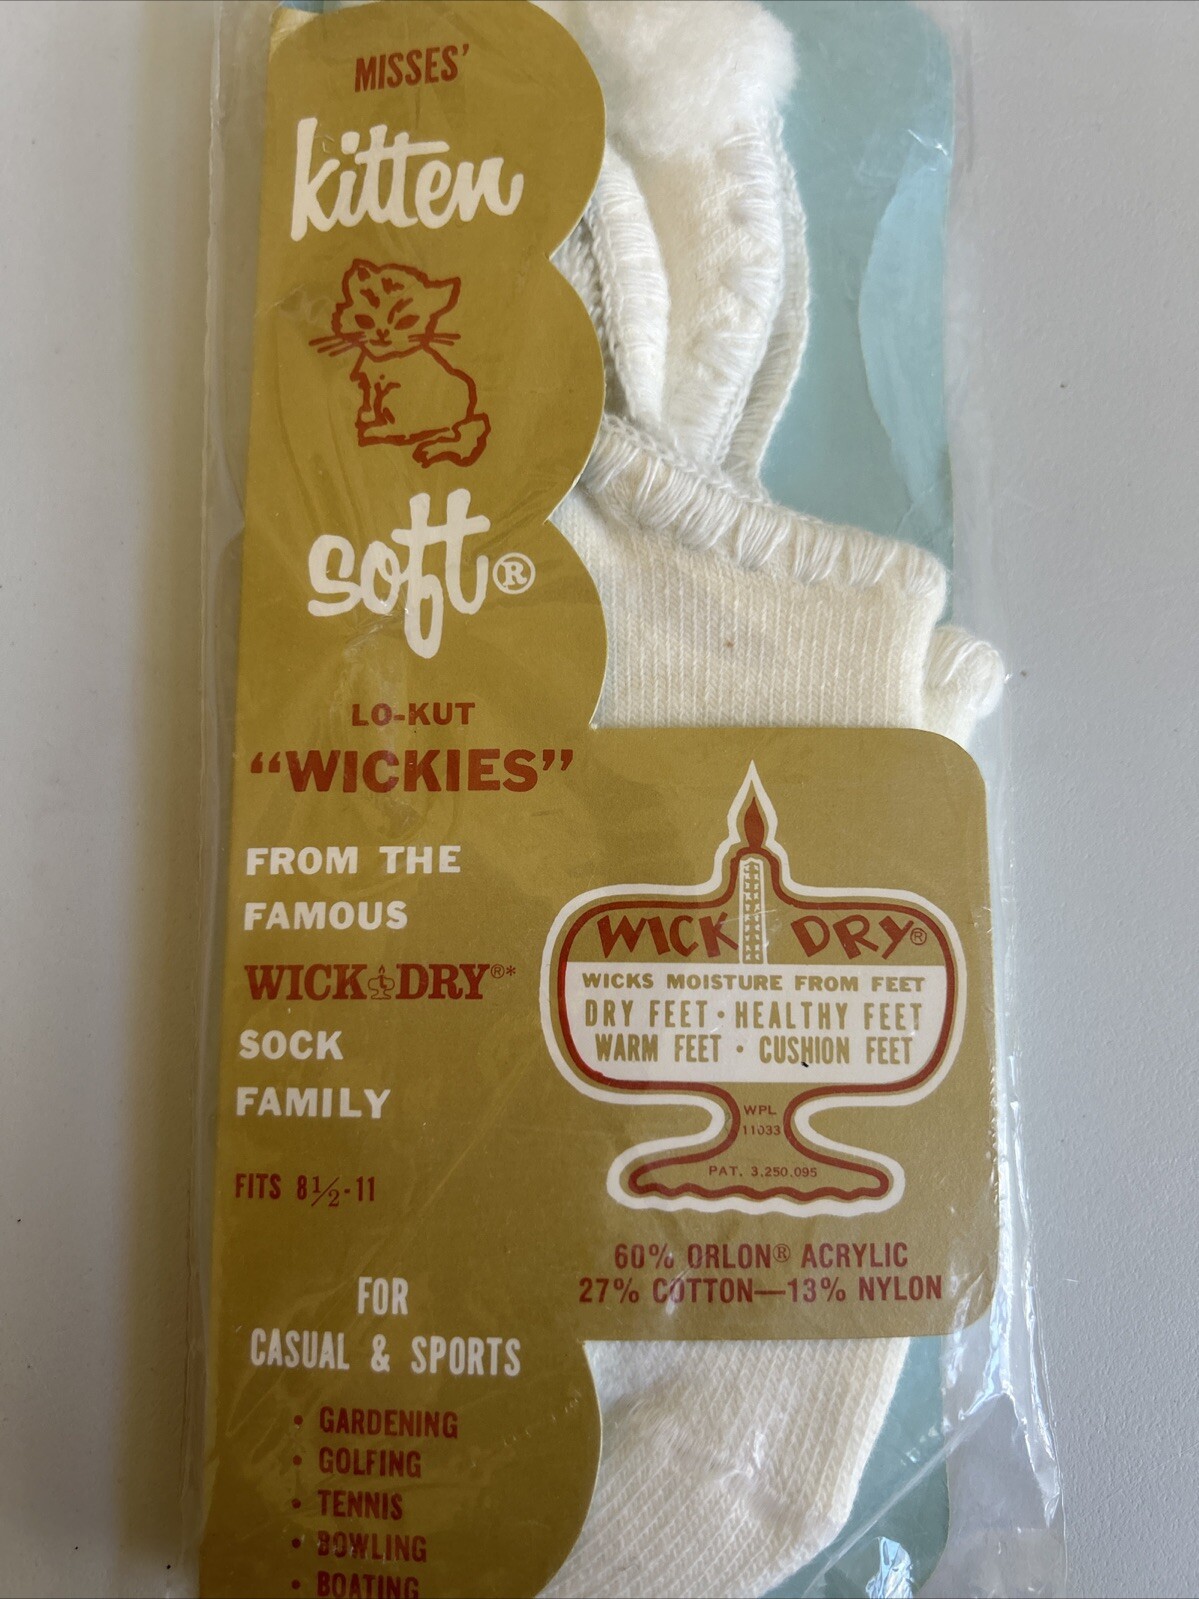 MISSES'
kitten
soft®
LO-KUT
“WICKIES”
FROM THE
FAMOUS
WICK DRY®*
SOCK
FAMILY
FITS 8½-11
FOR
CASUAL & SPORTS
• GARDENING
• GOLFING
• TENNIS
• BOWLING
• BOATING
WICK DRY®
WICKS MOISTURE FROM FEET
DRY FEET • HEALTHY FEET
WARM FEET • CUSHION FEET
WPL
11033
PAT. 3,250,095
60% ORLON® ACRYLIC
27% COTTON—13% NYLON